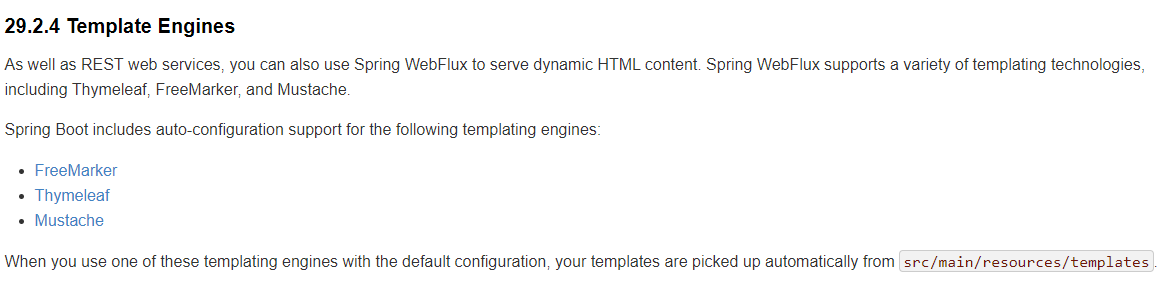 29.2.4 Template Engines
As well as REST web services, you can also use Spring WebFlux to serve dynamic HTML content. Spring WebFlux supports a variety of templating technologies,
including Thymeleaf, FreeMarker, and Mustache.
Spring Boot includes auto-configuration support for the following templating engines:
• FreeMarker
• Thymeleaf
• Mustache
When you use one of these templating engines with the default configuration, your templates are picked up automatically from src/main/resources/templates.